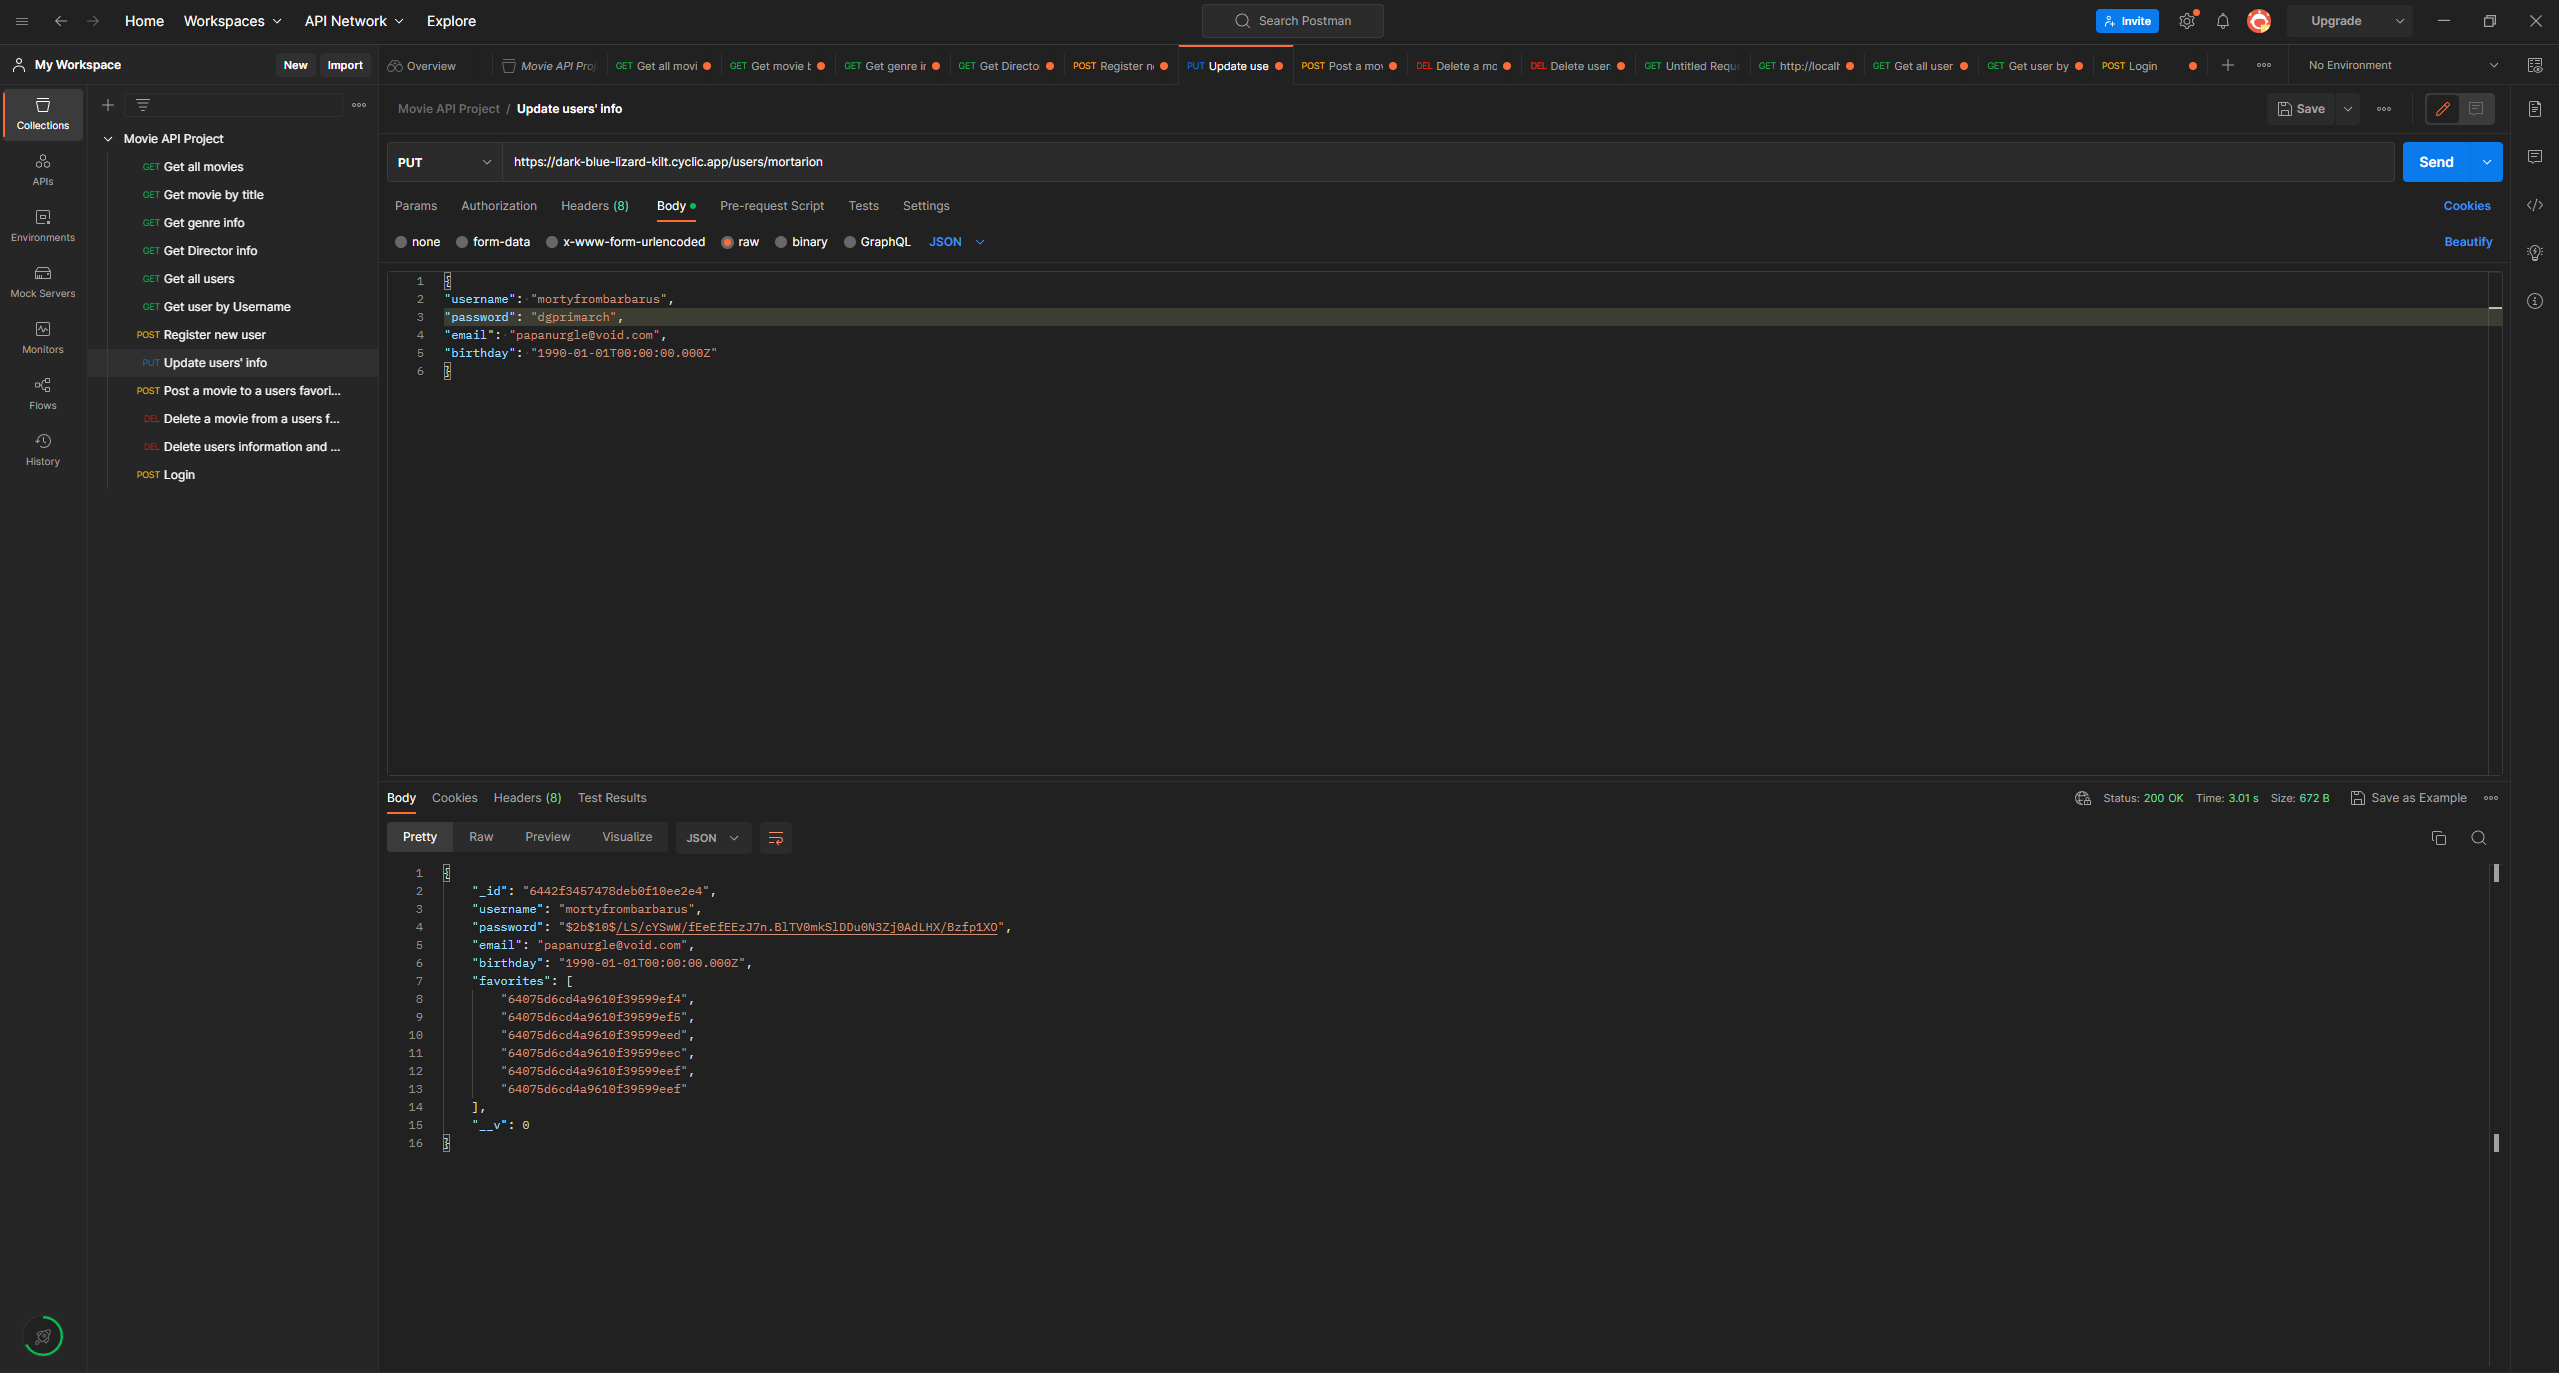 Home Workspaces API Network Explore Search Postman Invite Upgrade
My Workspace New Import Overview Movie API Proj GET Get all movi GET Get movie b GET Get genre in GET Get Directo POST Register n PUT Update use POST Post a mov DEL Delete a mo DEL Delete user GET Untitled Requ GET http://localh GET Get all user GET Get user by POST Login No Environment
Collections
APIs
Environments
Mock Servers
Monitors
Flows
History
Movie API Project
GET Get all movies
GET Get movie by title
GET Get genre info
GET Get Director info
GET Get all users
GET Get user by Username
POST Register new user
PUT Update users' info
POST Post a movie to a users favori...
DEL Delete a movie from a users f...
DEL Delete users information and ...
POST Login
Movie API Project / Update users' info Save
PUT https://dark-blue-lizard-kilt.cyclic.app/users/mortarion Send
Params Authorization Headers (8) Body Pre-request Script Tests Settings Cookies
none form-data x-www-form-urlencoded raw binary GraphQL JSON Beautify
1 {
2 "username": "mortyfrombarbarus",
3 "password": "dgprimarch",
4 "email": "papanurgle@void.com",
5 "birthday": "1990-01-01T00:00:00.000Z"
6 }
Body Cookies Headers (8) Test Results Status: 200 OK Time: 3.01 s Size: 672 B Save as Example
Pretty Raw Preview Visualize JSON
1 {
2 "_id": "6442f3457478deb0f10ee2e4",
3 "username": "mortyfrombarbarus",
4 "password": "$2b$10$/LS/cYSwW/fEeEfEEzJ7n.BlTV0mkSlDDu0N3Zj0AdLHX/Bzfp1XO",
5 "email": "papanurgle@void.com",
6 "birthday": "1990-01-01T00:00:00.000Z",
7 "favorites": [
8 "64075d6cd4a9610f39599ef4",
9 "64075d6cd4a9610f39599ef5",
10 "64075d6cd4a9610f39599eed",
11 "64075d6cd4a9610f39599eec",
12 "64075d6cd4a9610f39599eef",
13 "64075d6cd4a9610f39599eef"
14 ],
15 "__v": 0
16 }